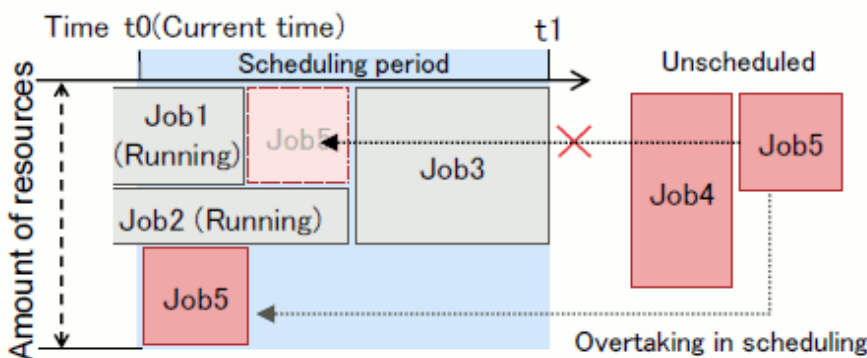 Time t0(Current time)
t1
Scheduling period
Unscheduled
Amount of resources
Job1
(Running)
Job5
Job3
Job4
Job5
Job2 (Running)
Job5
Overtaking in scheduling